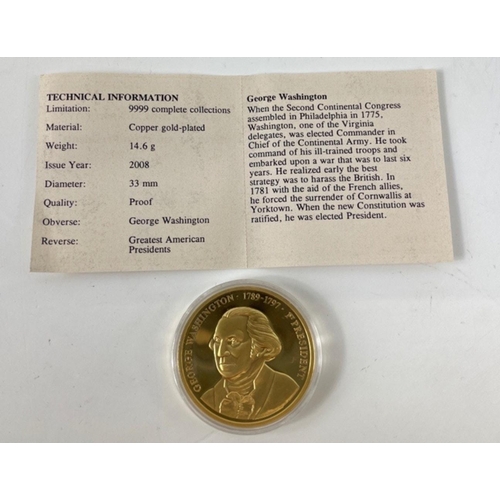 TECHNICAL INFORMATION
Limitation: 9999 complete collections
Material: Copper gold-plated
Weight: 14.6 g
Issue Year: 2008
Diameter: 33 mm
Quality: Proof
Obverse: George Washington
Reverse: Greatest American
Presidents
George Washington
When the Second Continental Congress
assembled in Philadelphia in 1775,
Washington, one of the Virginia
delegates, was elected Commander in
Chief of the Continental Army. He took
command of his ill-trained troops and
embarked upon a war that was to last six
years. He realized early the best
strategy was to harass the British. In
1781 with the aid of the French allies,
he forced the surrender of Cornwallis at
Yorktown. When the new Constitution was
ratified, he was elected President.
GEORGE WASHINGTON · 1789-1797 · 1st PRESIDENT